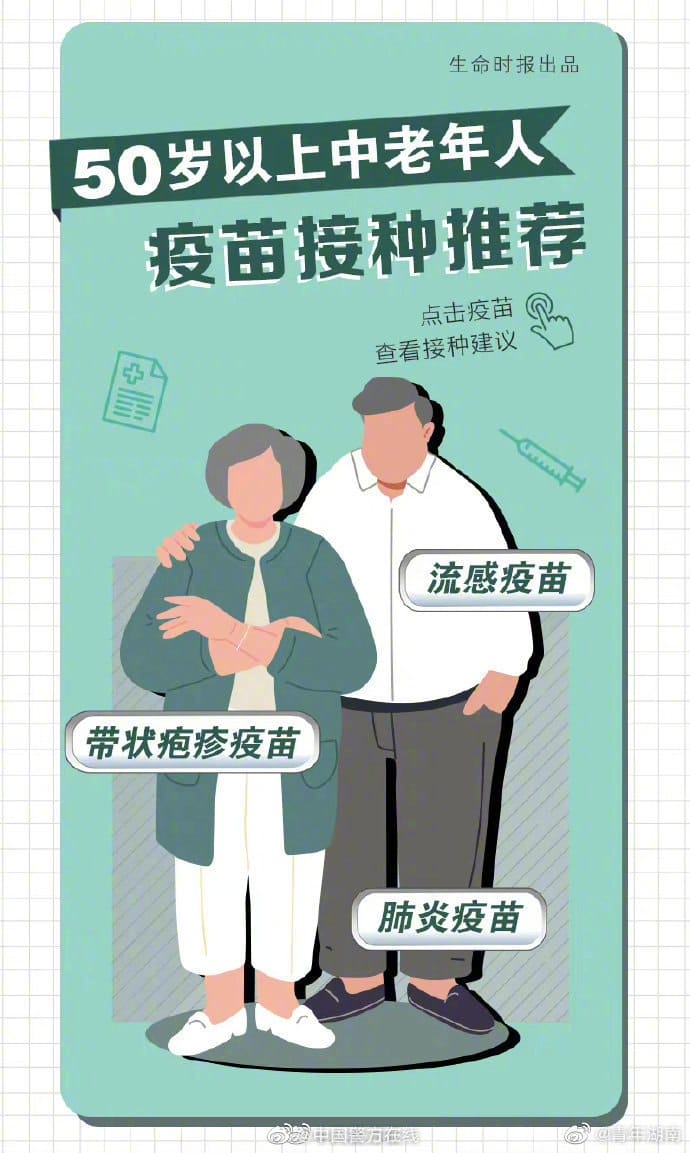 生命时报出品
50岁以上中老年人
疫苗接种推荐
点击疫苗
查看接种建议
流感疫苗
带状疱疹疫苗
肺炎疫苗
@中国警方在线
@青年湖南